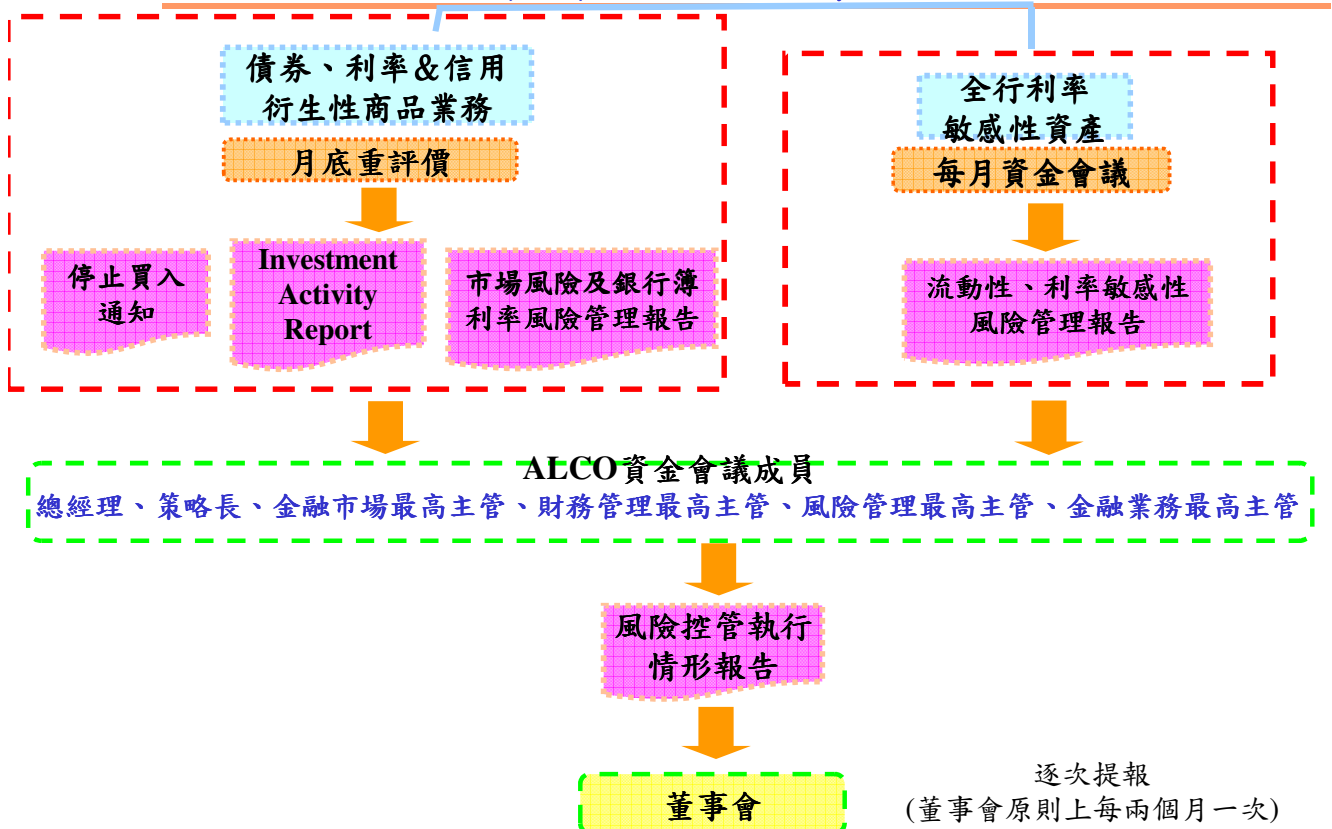 債券、利率&信用
衍生性商品業務
月底重評價
停止買入
通知
Investment
Activity
Report
市場風險及銀行簿
利率風險管理報告
全行利率
敏感性資產
每月資金會議
流動性、利率敏感性
風險管理報告
ALCO資金會議成員
總經理、策略長、金融市場最高主管、財務管理最高主管、風險管理最高主管、金融業務最高主管
風險控管執行
情形報告
董事會
逐次提報
(董事會原則上每兩個月一次)